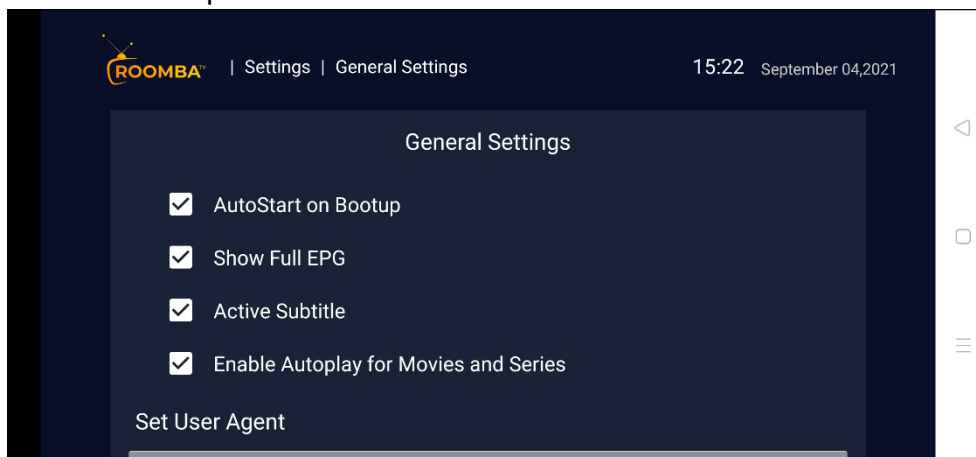 ROOMBA TV | Settings | General Settings 15:22 September 04,2021
General Settings
AutoStart on Bootup
Show Full EPG
Active Subtitle
Enable Autoplay for Movies and Series
Set User Agent